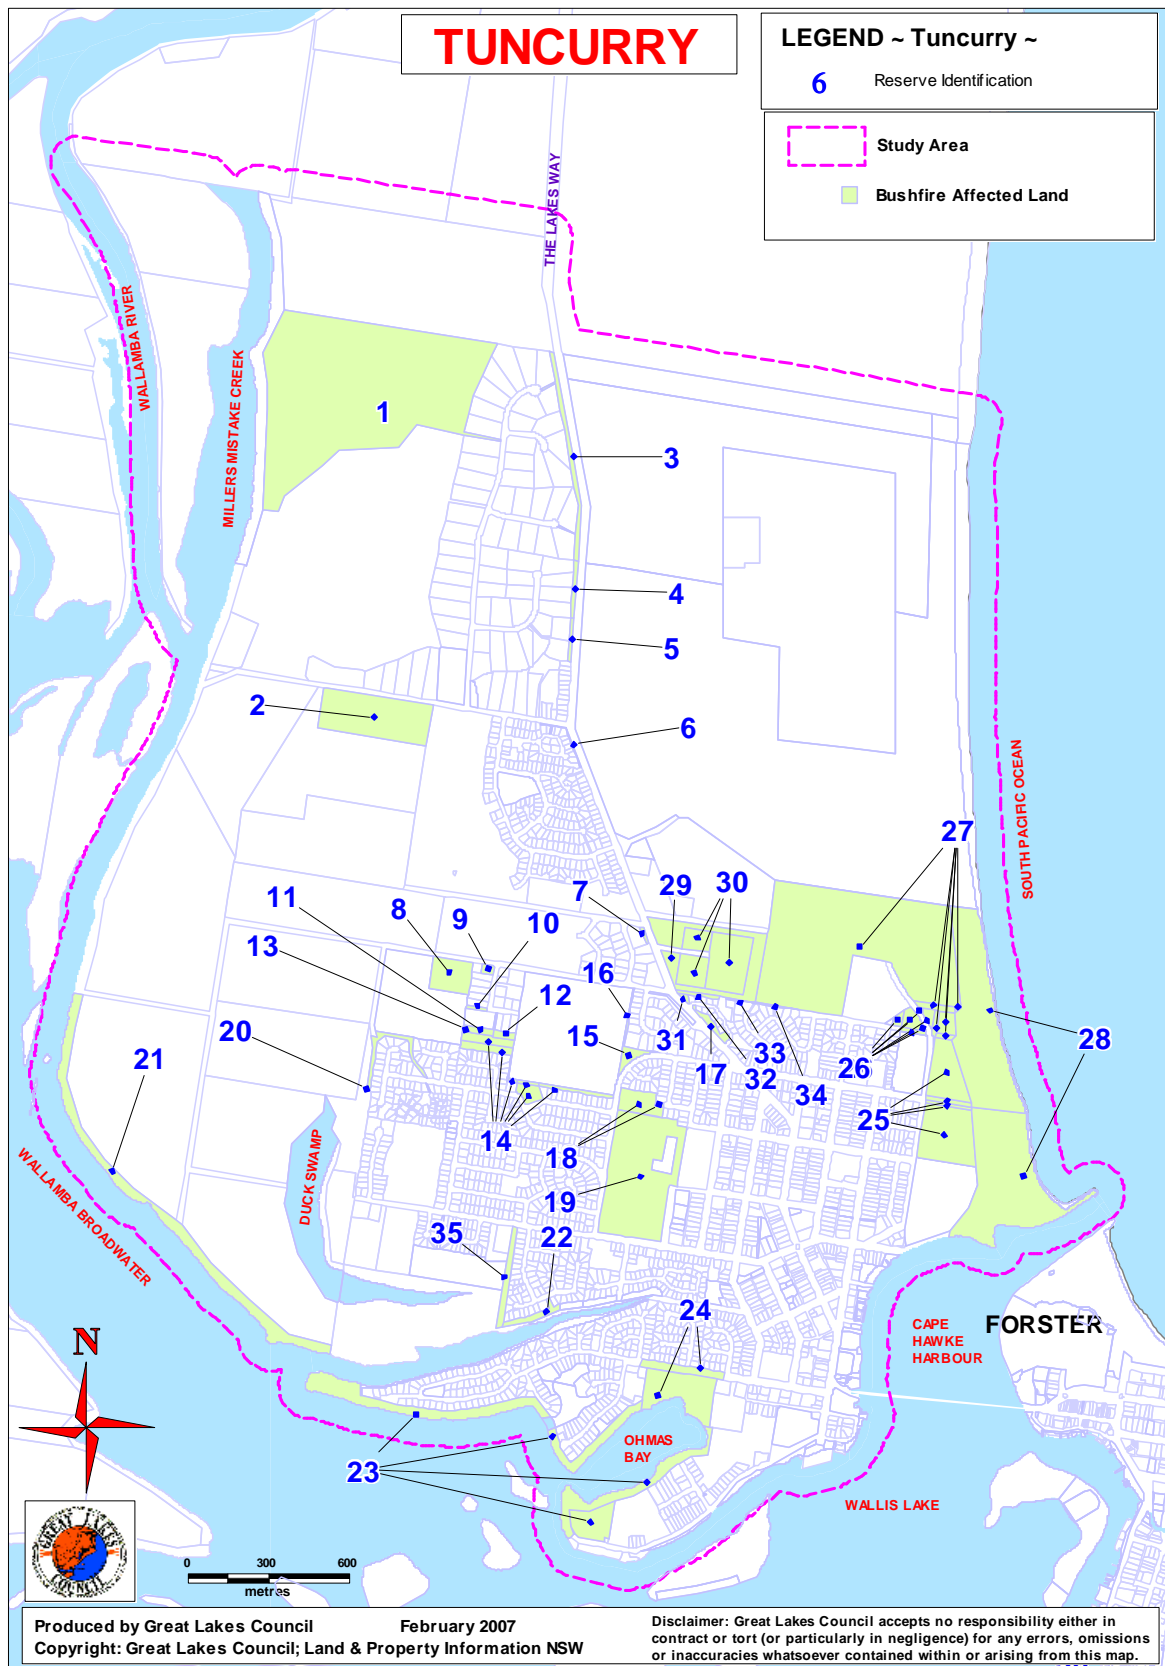 TUNCURRY
LEGEND ~ Tuncurry ~
6 Reserve Identification
Study Area
Bushfire Affected Land
THE LAKES WAY
WALLAMBA RIVER
MILLERS MISTAKE CREEK
1
3
4
5
2
6
SOUTH PACIFIC OCEAN
27
7
29
30
11
8
9
10
13
12
16
31
17
32
33
34
26
28
15
20
21
14
18
25
19
DUCK SWAMP
WALLAMBA BROADWATER
35
22
24
N
CAPE
HAWKE
HARBOUR
FORSTER
OHMAS
BAY
23
WALLIS LAKE
GREAT LAKES
COUNCIL
0 300 600
metres
Produced by Great Lakes Council February 2007
Copyright: Great Lakes Council; Land & Property Information NSW
Disclaimer: Great Lakes Council accepts no responsibility either in
contract or tort (or particularly in negligence) for any errors, omissions
or inaccuracies whatsoever contained within or arising from this map.